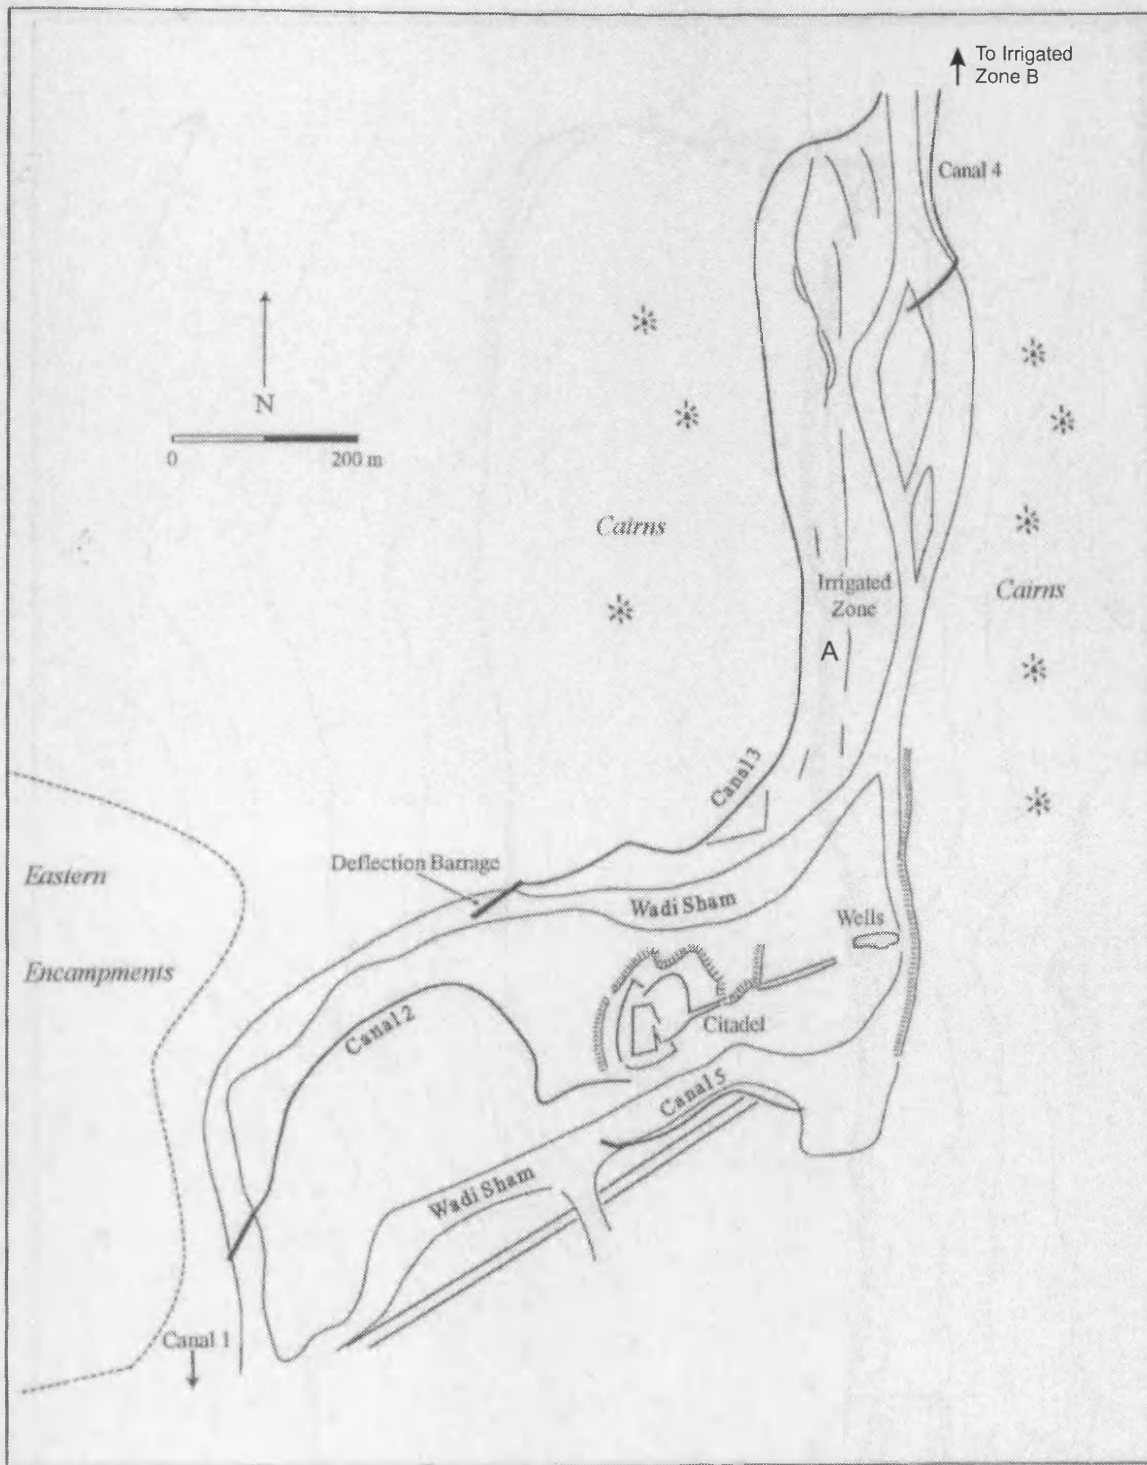 To Irrigated
Zone B
Canal 4
N
0 200 m
Cairns
Irrigated
Zone
Cairns
A
Canal 3
Deflection Barrage
Eastern
Wadi Sham
Wells
Encampments
Canal 2
Citadel
Canal 5
Wadi Sham
Canal 1